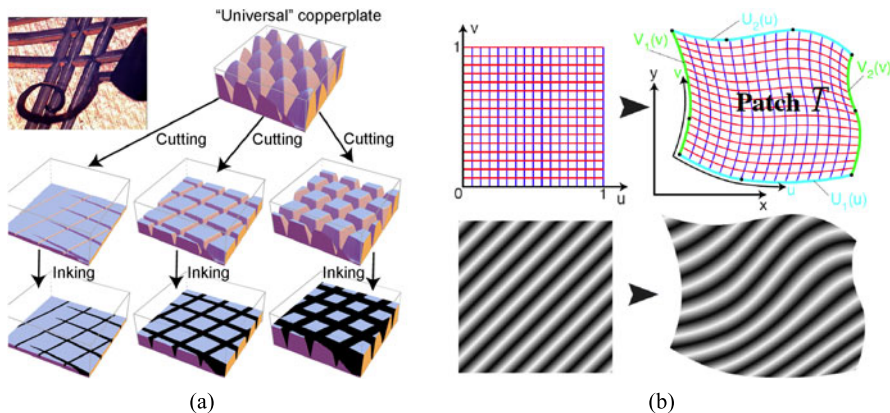 "Universal" copperplate
Cutting
Cutting
Cutting
Inking
Inking
Inking
(a)
v
1
0
1
u
U₂(u)
V₁(v)
V₂(v)
v
y
Patch T
u
U₁(u)
x
(b)